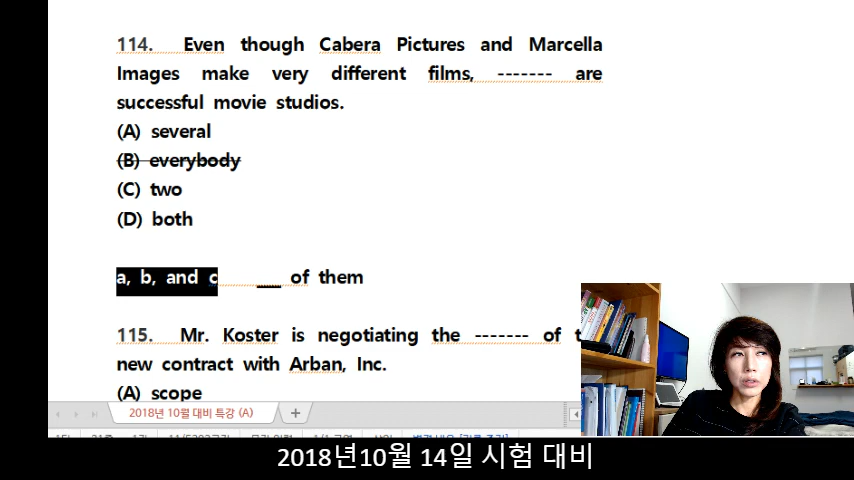 114. Even though Cabera Pictures and Marcella
Images make very different films, ------- are
successful movie studios.
(A) several
(B) everybody
(C) two
(D) both
a, b, and c ___ of them
115. Mr. Koster is negotiating the ------- of t
new contract with Arban, Inc.
(A) scope
2018년 10월 대비 특강 (A)
2018년10월 14일 시험 대비